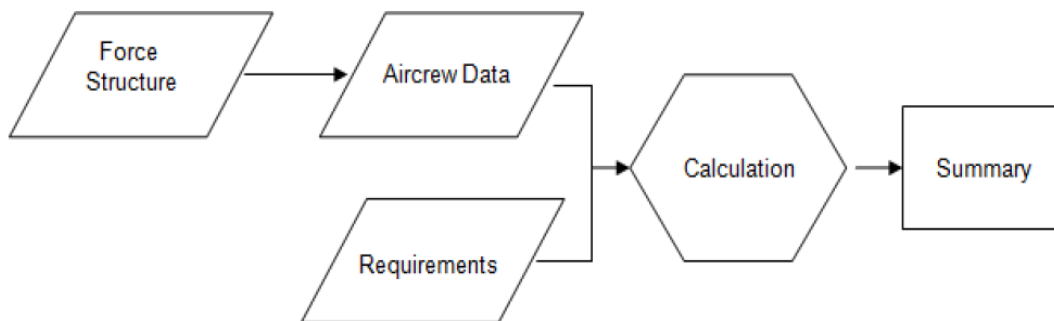 Force
Structure
Aircrew Data
Requirements
Calculation
Summary